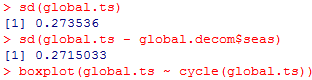 > sd(global.ts)
[1] 0.273536
> sd(global.ts - global.decom$seas)
[1] 0.2715033
> boxplot(global.ts ~ cycle(global.ts))